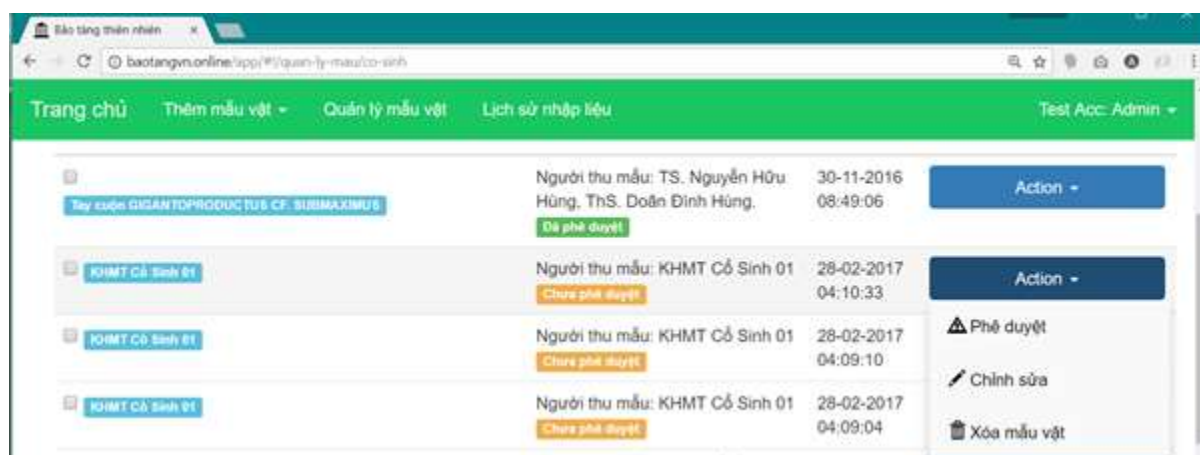 Bảo tàng thiên nhiên
baotangvn.online/app/#!/quan-ly-mau/co-sinh
Trang chủ Thêm mẫu vật Quản lý mẫu vật Lịch sử nhập liệu Test Acc: Admin
Người thu mẫu: TS. Nguyễn Hữu 30-11-2016 Action
Tay cuộn GIGANTOPRODUCTUS CF. SUBMAXIMUS Hùng, ThS. Doãn Đình Hùng. 08:49:06
Đã phê duyệt
KHMT Cổ Sinh 01 Người thu mẫu: KHMT Cổ Sinh 01 28-02-2017 Action
Chưa phê duyệt 04:10:33
Phê duyệt
KHMT Cổ Sinh 01 Người thu mẫu: KHMT Cổ Sinh 01 28-02-2017
Chưa phê duyệt 04:09:10
Chỉnh sửa
KHMT Cổ Sinh 01 Người thu mẫu: KHMT Cổ Sinh 01 28-02-2017
Chưa phê duyệt 04:09:04 Xóa mẫu vật